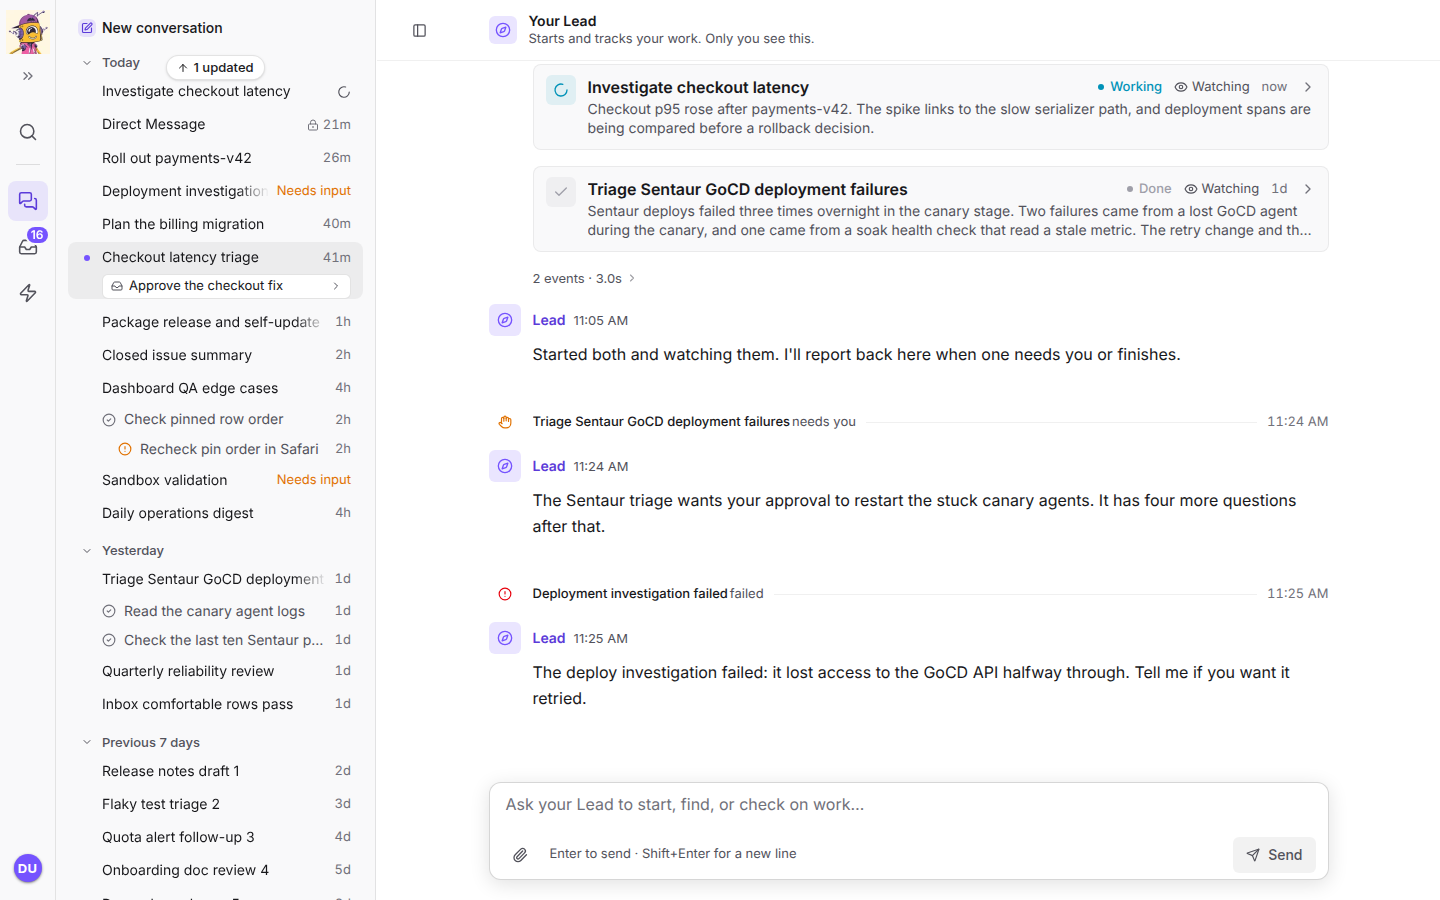 New conversation
Today
1 updated
Investigate checkout latency
Direct Message 21m
Roll out payments-v42 26m
Deployment investigation Needs input
Plan the billing migration 40m
Checkout latency triage 41m
Approve the checkout fix
Package release and self-update 1h
Closed issue summary 2h
Dashboard QA edge cases 4h
Check pinned row order 2h
Recheck pin order in Safari 2h
Sandbox validation Needs input
Daily operations digest 4h
Yesterday
Triage Sentaur GoCD deployment 1d
Read the canary agent logs 1d
Check the last ten Sentaur p... 1d
Quarterly reliability review 1d
Inbox comfortable rows pass 1d
Previous 7 days
Release notes draft 1 2d
Flaky test triage 2 3d
Quota alert follow-up 3 4d
Onboarding doc review 4 5d
16
DU
Your Lead
Starts and tracks your work. Only you see this.
Investigate checkout latency Working Watching now
Checkout p95 rose after payments-v42. The spike links to the slow serializer path, and deployment spans are
being compared before a rollback decision.
Triage Sentaur GoCD deployment failures Done Watching 1d
Sentaur deploys failed three times overnight in the canary stage. Two failures came from a lost GoCD agent
during the canary, and one came from a soak health check that read a stale metric. The retry change and th...
2 events · 3.0s
Lead 11:05 AM
Started both and watching them. I'll report back here when one needs you or finishes.
Triage Sentaur GoCD deployment failures needs you 11:24 AM
Lead 11:24 AM
The Sentaur triage wants your approval to restart the stuck canary agents. It has four more questions
after that.
Deployment investigation failed failed 11:25 AM
Lead 11:25 AM
The deploy investigation failed: it lost access to the GoCD API halfway through. Tell me if you want it
retried.
Ask your Lead to start, find, or check on work...
Enter to send · Shift+Enter for a new line
Send